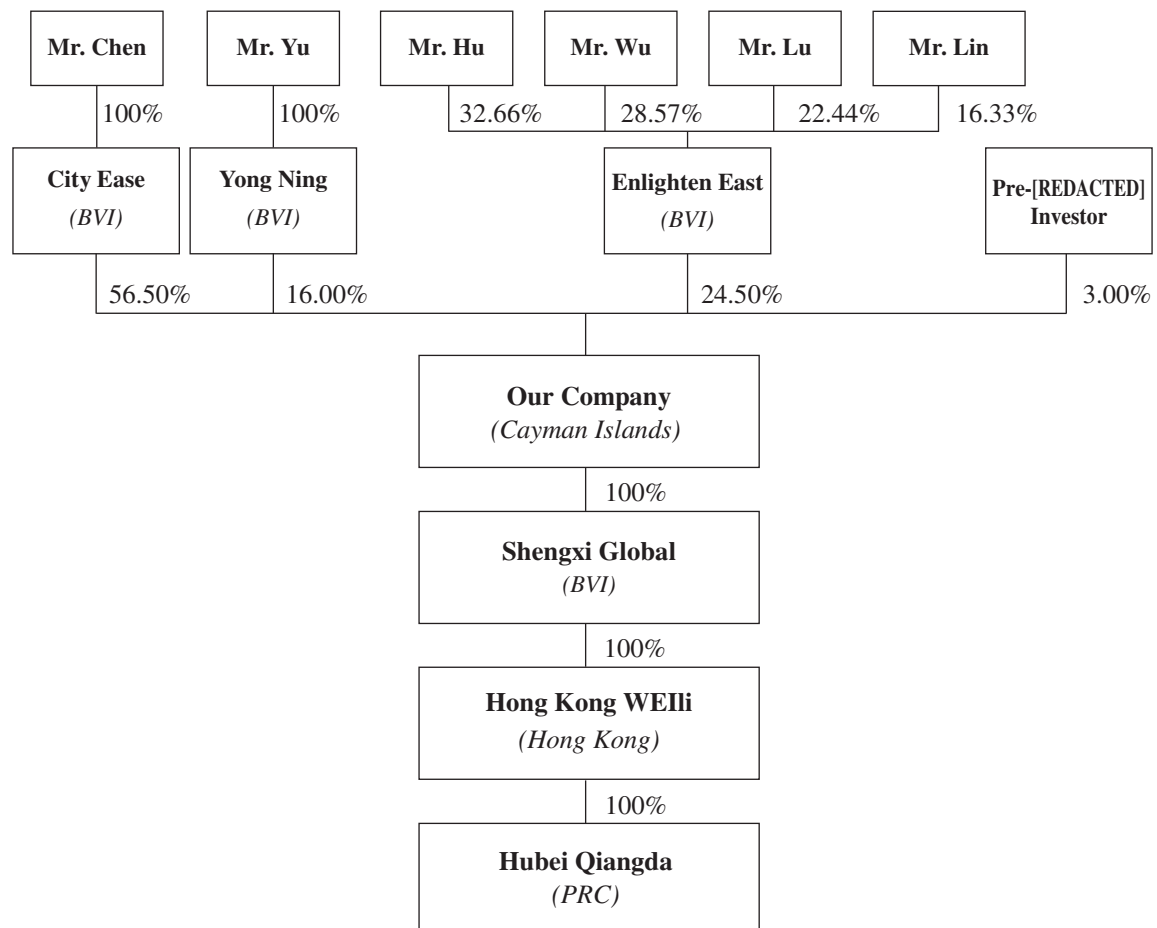 Mr. Chen
Mr. Yu
Mr. Hu
Mr. Wu
Mr. Lu
Mr. Lin
100%
100%
32.66%
28.57%
22.44%
16.33%
City Ease
(BVI)
Yong Ning
(BVI)
Enlighten East
(BVI)
Pre-[REDACTED]
Investor
56.50%
16.00%
24.50%
3.00%
Our Company
(Cayman Islands)
100%
Shengxi Global
(BVI)
100%
Hong Kong WEIli
(Hong Kong)
100%
Hubei Qiangda
(PRC)